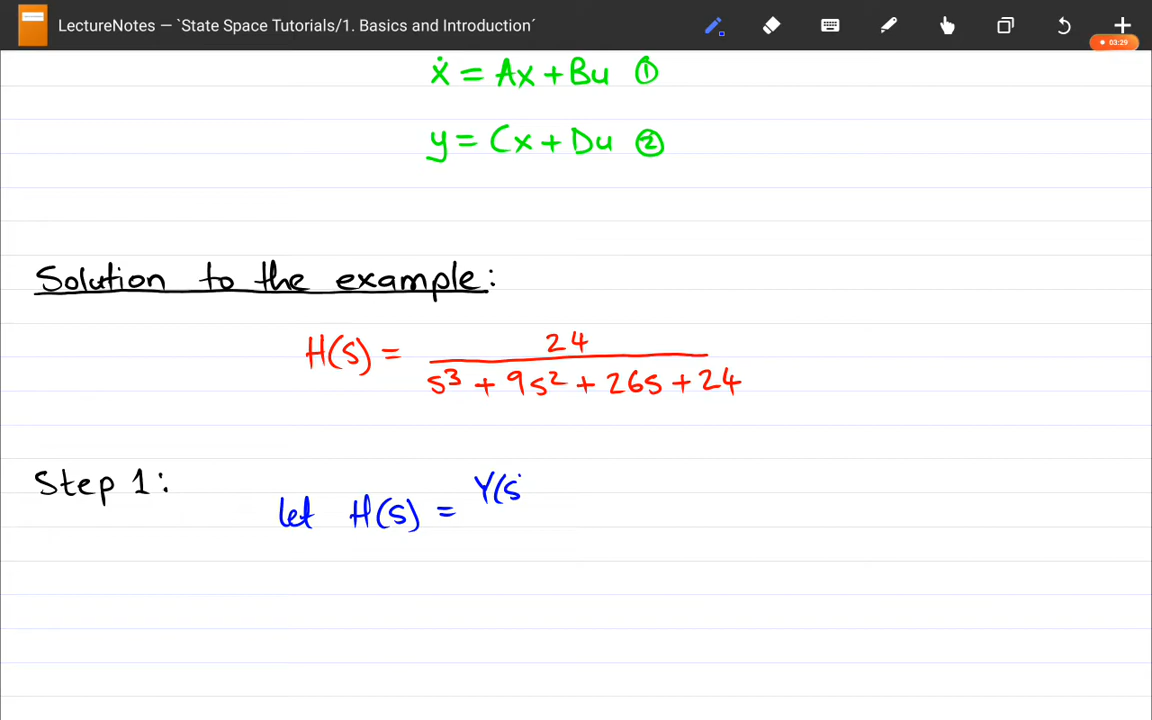 LectureNotes — `State Space Tutorials/1. Basics and Introduction´
03:29
ẋ = Ax + Bu ①
y = Cx + Du ②
Solution to the example:
H(s) = 24 / s³ + 9s² + 26s + 24
Step 1:
let H(s) = Y(s